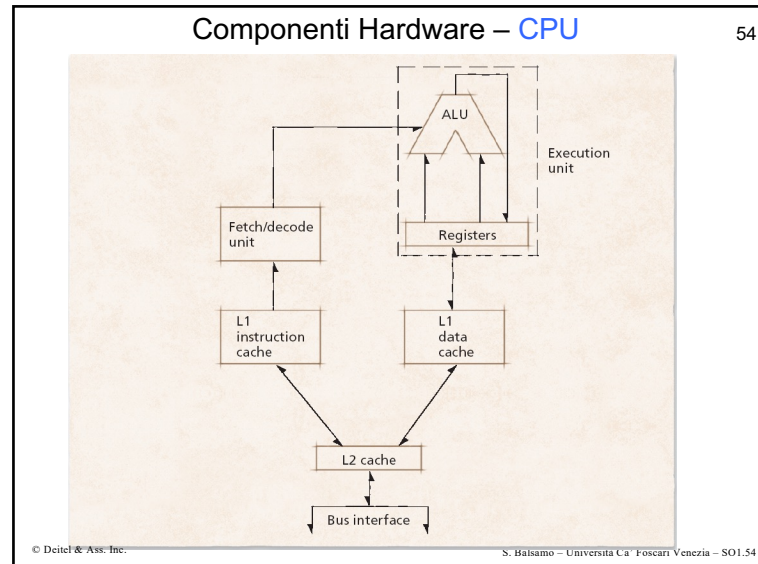 Componenti Hardware – CPU
54
ALU
Execution
unit
Fetch/decode
unit
Registers
L1
instruction
cache
L1
data
cache
L2 cache
Bus interface
© Deitel & Ass. Inc.
S. Balsamo – Università Ca' Foscari Venezia – SO1.54